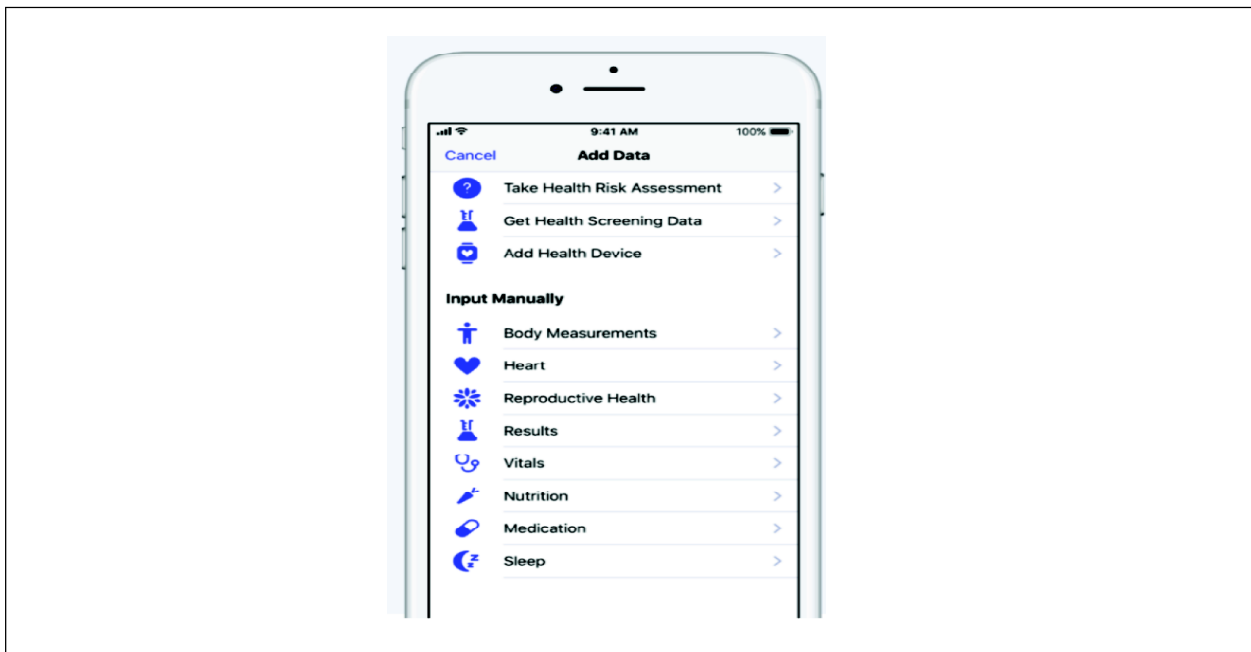 9:41 AM 100%
Cancel Add Data
Take Health Risk Assessment
Get Health Screening Data
Add Health Device
Input Manually
Body Measurements
Heart
Reproductive Health
Results
Vitals
Nutrition
Medication
Sleep